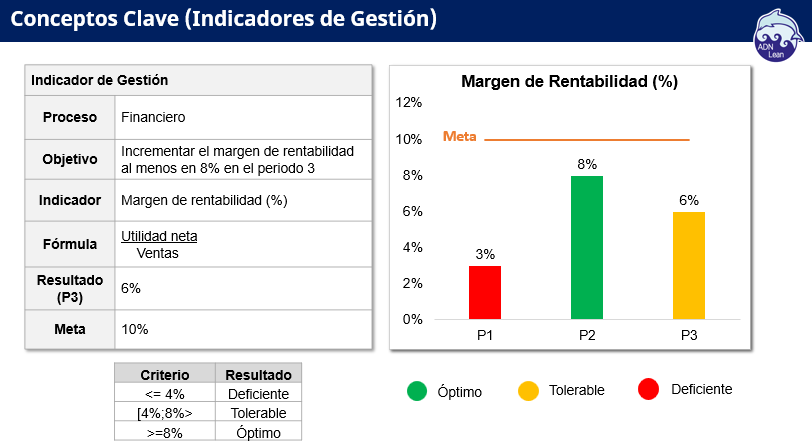 Conceptos Clave (Indicadores de Gestión)
ADN
Lean
Indicador de Gestión
Proceso Financiero
Objetivo Incrementar el margen de rentabilidad
al menos en 8% en el periodo 3
Indicador Margen de rentabilidad (%)
Fórmula Utilidad neta
Ventas
Resultado
(P3) 6%
Meta 10%
Criterio Resultado
<= 4% Deficiente
[4%;8%> Tolerable
>=8% Óptimo
Margen de Rentabilidad (%)
12%
10%
8%
6%
4%
2%
0%
Meta
3%
8%
6%
P1 P2 P3
Óptimo Tolerable Deficiente